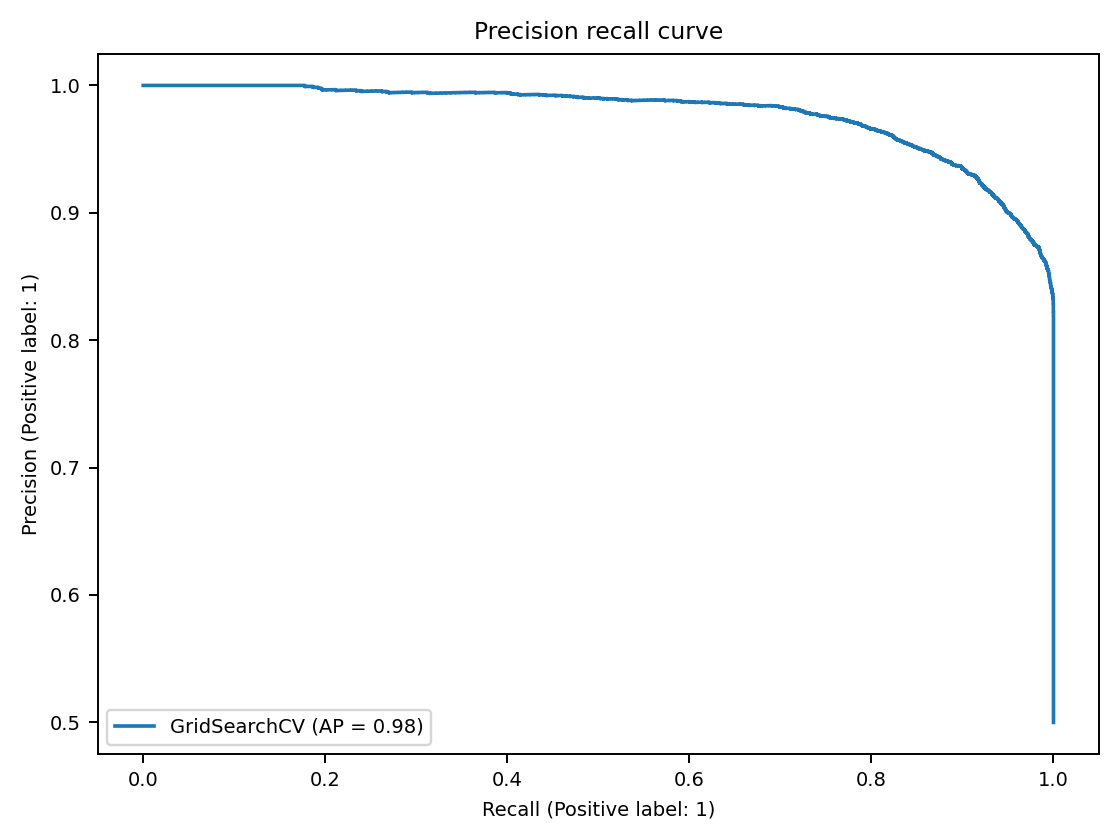 Precision recall curve
1.0
0.9
0.8
0.7
0.6
0.5
Precision (Positive label: 1)
GridSearchCV (AP = 0.98)
0.0 0.2 0.4 0.6 0.8 1.0
Recall (Positive label: 1)